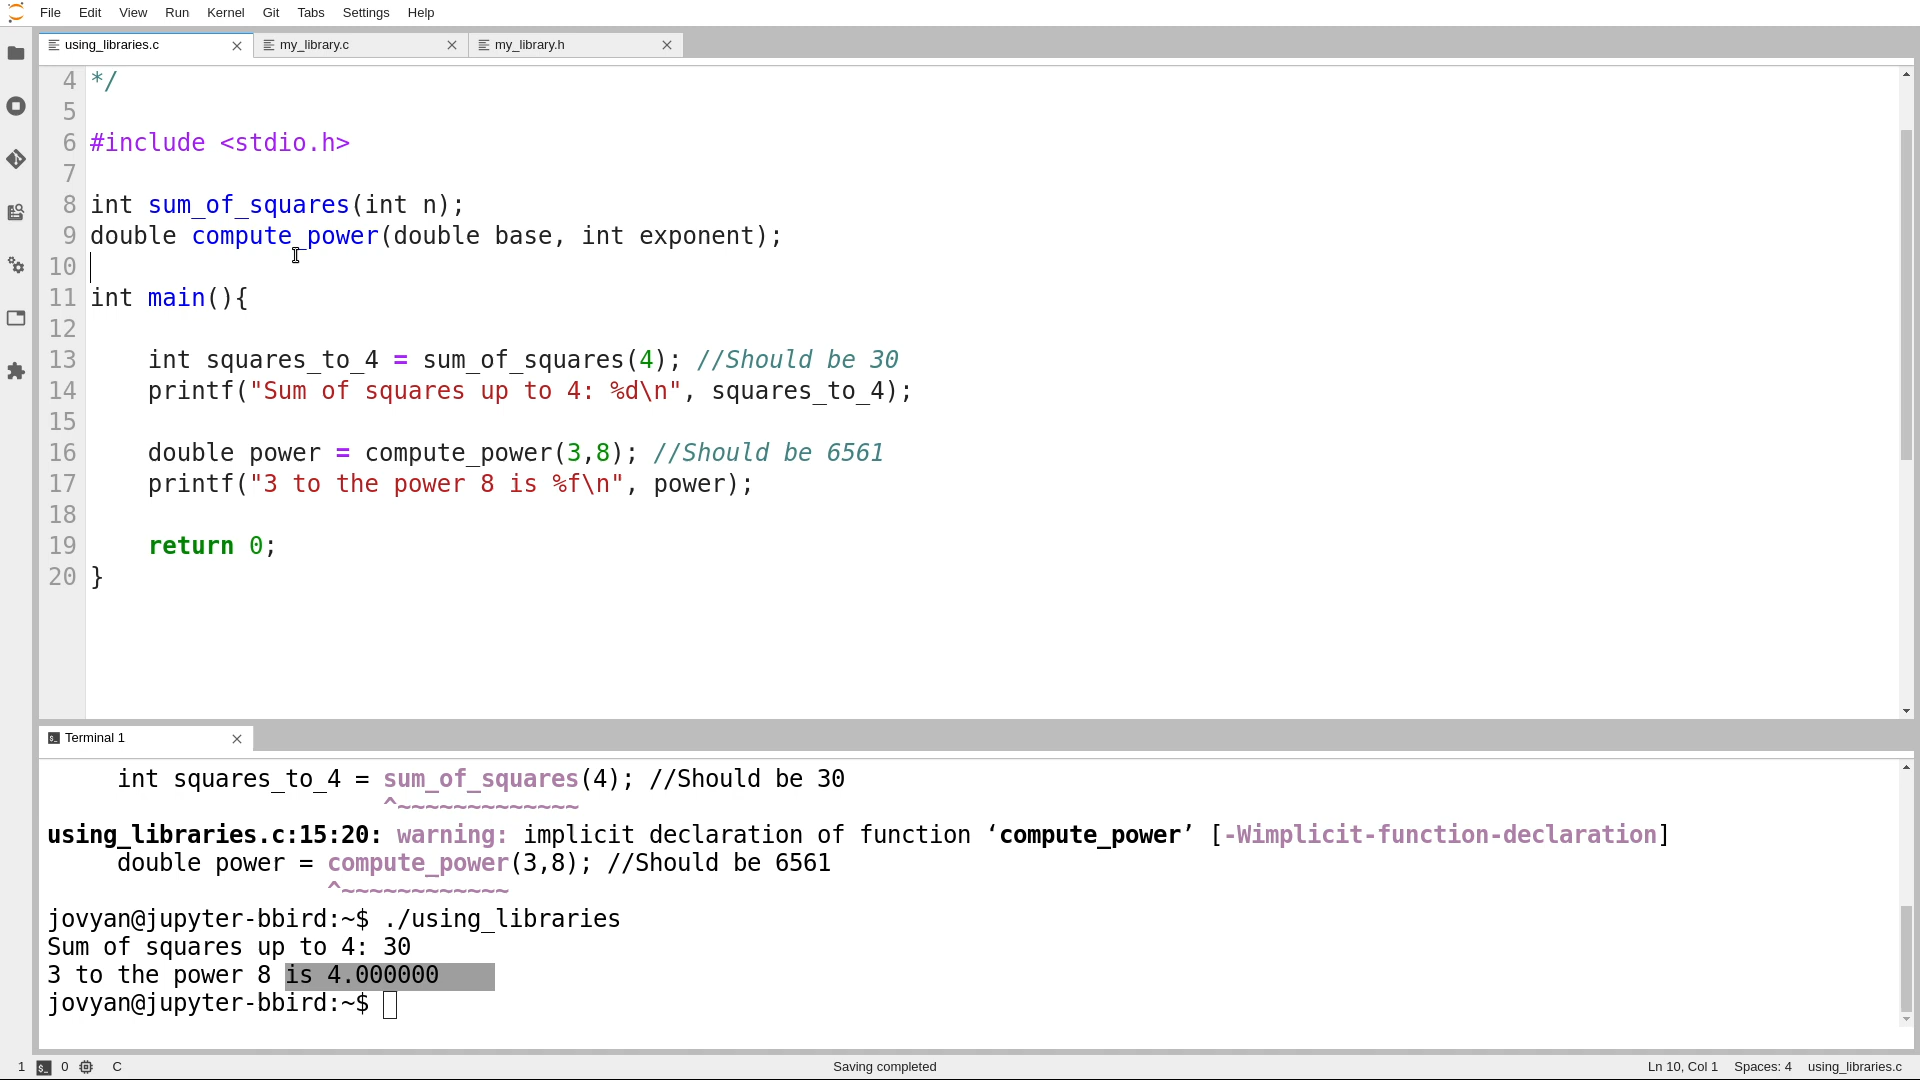 File Edit View Run Kernel Git Tabs Settings Help
using_libraries.c my_library.c my_library.h
4 */
5
6 #include <stdio.h>
7
8 int sum_of_squares(int n);
9 double compute_power(double base, int exponent);
10
11 int main(){
12
13     int squares_to_4 = sum_of_squares(4); //Should be 30
14     printf("Sum of squares up to 4: %d\n", squares_to_4);
15
16     double power = compute_power(3,8); //Should be 6561
17     printf("3 to the power 8 is %f\n", power);
18
19     return 0;
20 }
Terminal 1
     int squares_to_4 = sum_of_squares(4); //Should be 30
                        ^~~~~~~~~~~~~~
using_libraries.c:15:20: warning: implicit declaration of function ‘compute_power’ [-Wimplicit-function-declaration]
     double power = compute_power(3,8); //Should be 6561
                    ^~~~~~~~~~~~~
jovyan@jupyter-bbird:~$ ./using_libraries
Sum of squares up to 4: 30
3 to the power 8 is 4.000000
jovyan@jupyter-bbird:~$
1 0 C Saving completed Ln 10, Col 1 Spaces: 4 using_libraries.c